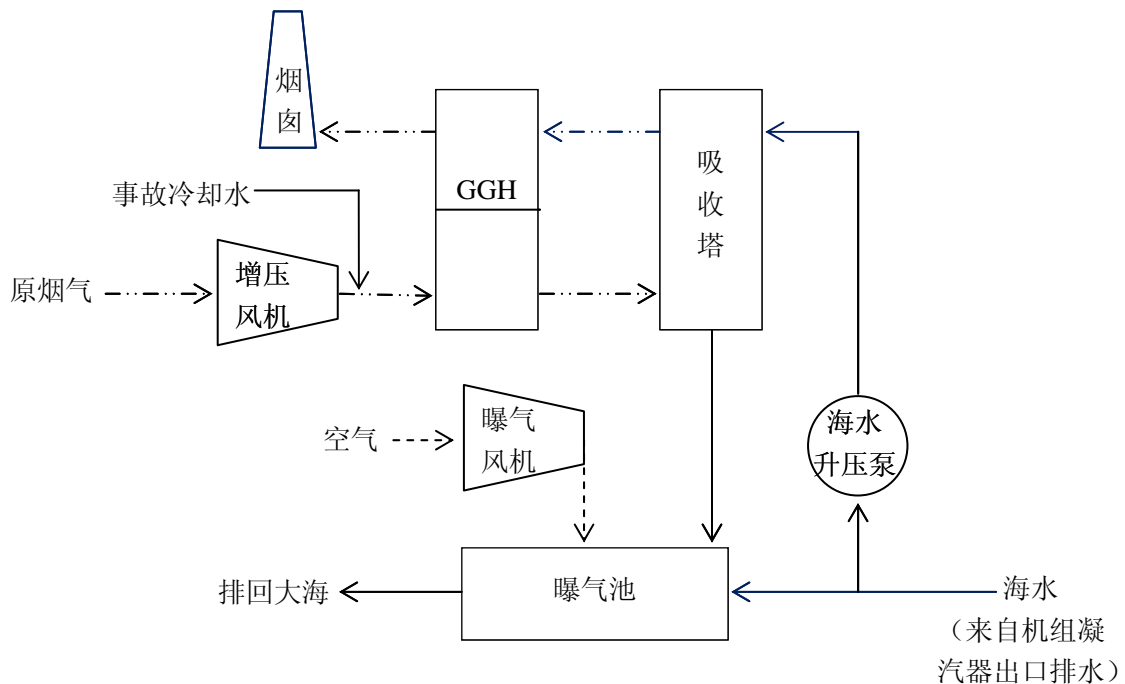 烟
囱
吸
收
塔
GGH
事故冷却水
原烟气
增压
风机
空气
曝气
风机
海水
升压泵
排回大海
曝气池
海水
（来自机组凝
汽器出口排水）